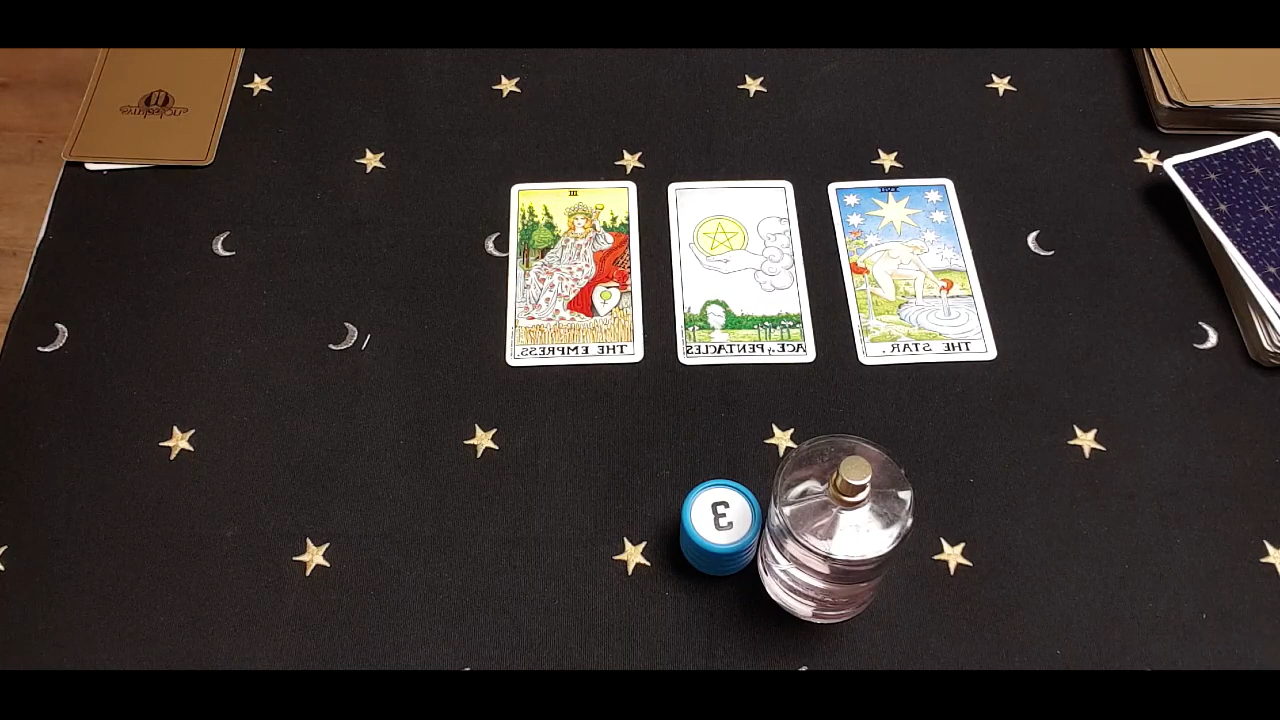 III
THE EMPRESS.
ACE of PENTACLES
XVII
THE STAR.
3